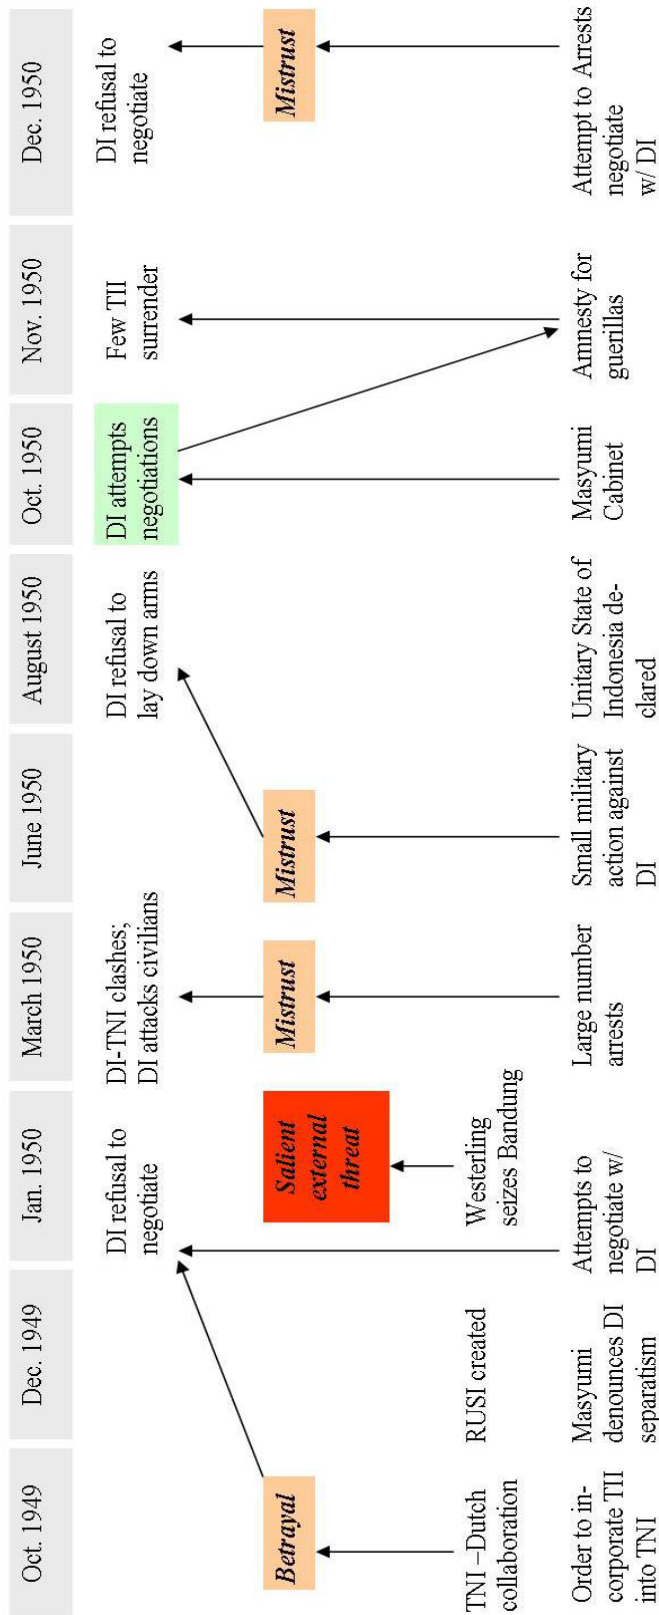 Oct. 1949
Dec. 1949
Jan. 1950
March 1950
June 1950
August 1950
Oct. 1950
Nov. 1950
Dec. 1950
DI refusal to
negotiate
DI-TNI clashes;
DI attacks civilians
DI refusal to
lay down arms
DI attempts
negotiations
Few TII
surrender
DI refusal to
negotiate
Betrayal
Salient
external
threat
Mistrust
Mistrust
Mistrust
TNI –Dutch
collaboration
RUSI created
Westerling
seizes Bandung
Order to in-
corporate TII
into TNI
Masyumi
denounces DI
separatism
Attempts to
negotiate w/
DI
Large number
arrests
Small military
action against
DI
Unitary State of
Indonesia de-
clared
Masyumi
Cabinet
Amnesty for
guerillas
Attempt to
negotiate
w/ DI
Arrests